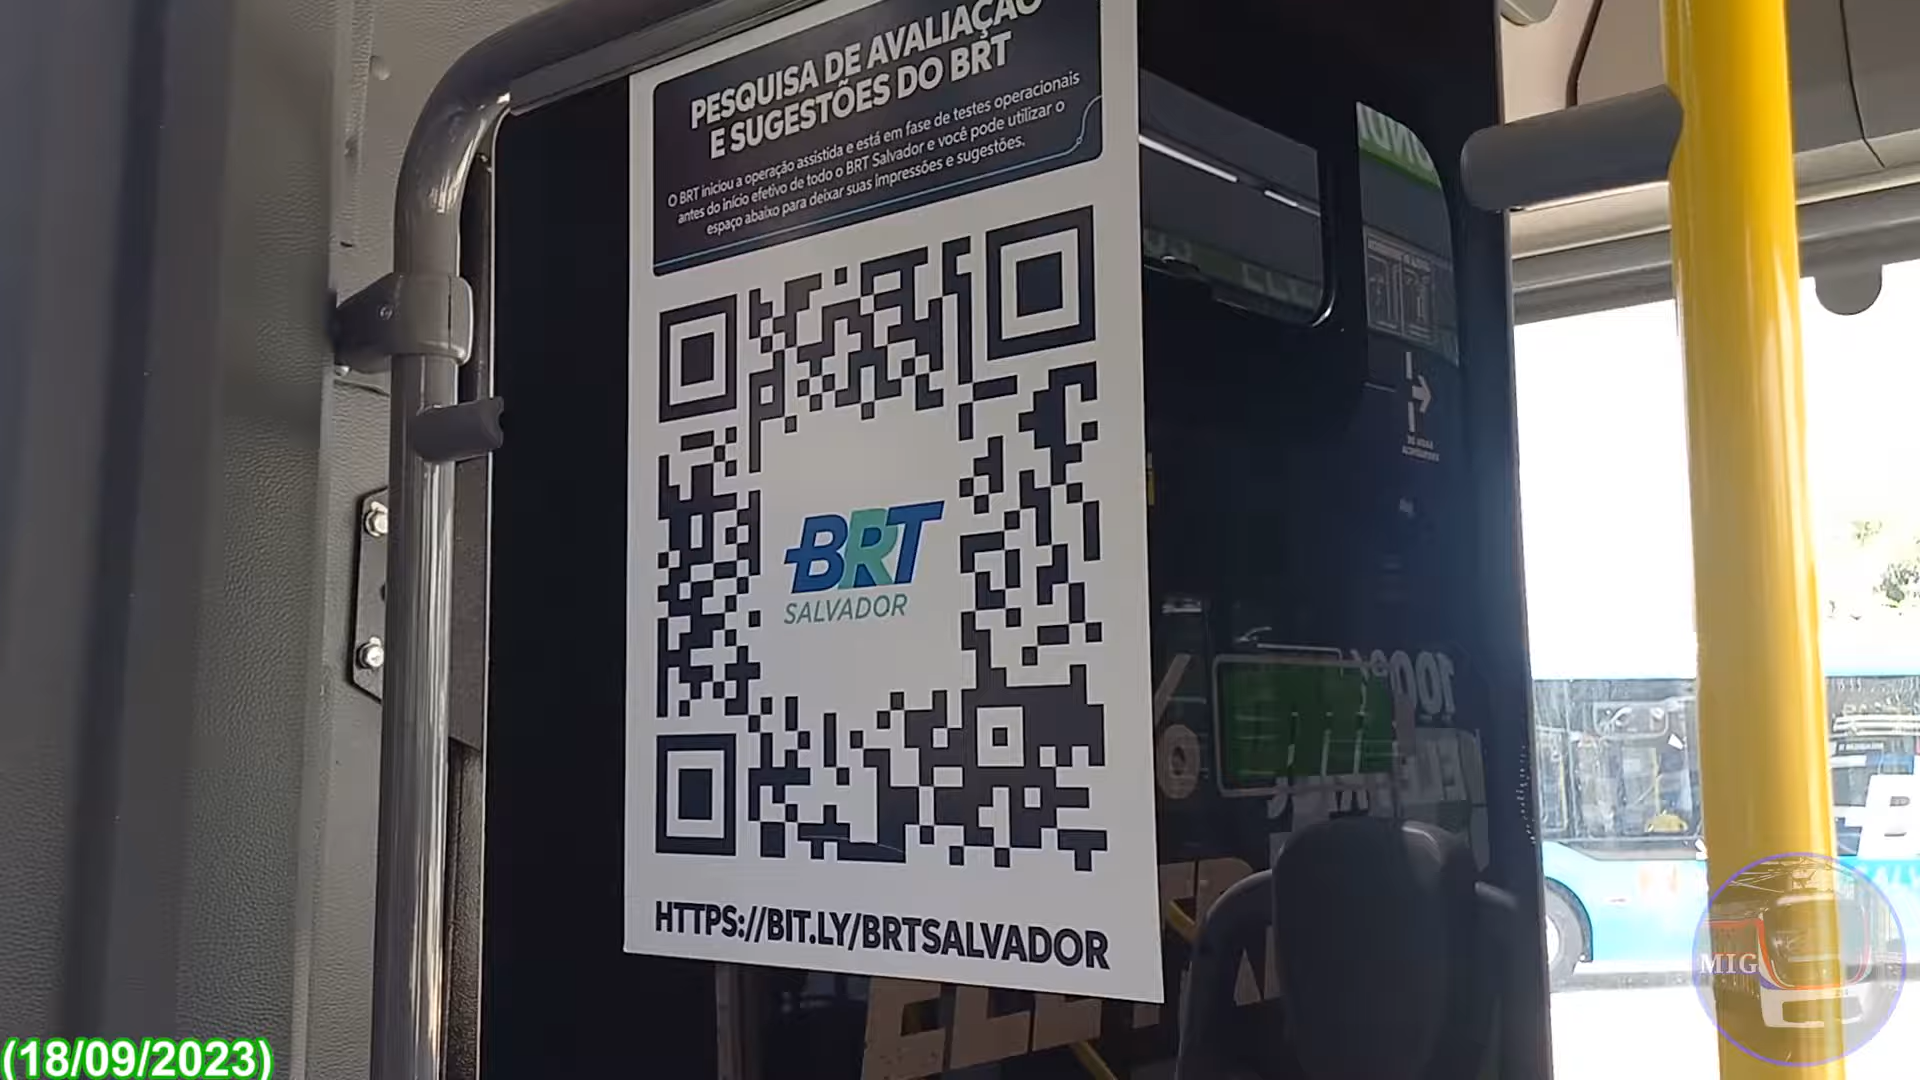 PESQUISA DE AVALIAÇÃO
E SUGESTÕES DO BRT
O BRT iniciou a operação assistida e está em fase de testes operacionais
antes do início efetivo de todo o BRT Salvador e você pode utilizar o
espaço abaixo para deixar suas impressões e sugestões.
BRT
SALVADOR
HTTPS://BIT.LY/BRTSALVADOR
100%
(18/09/2023)
MIG